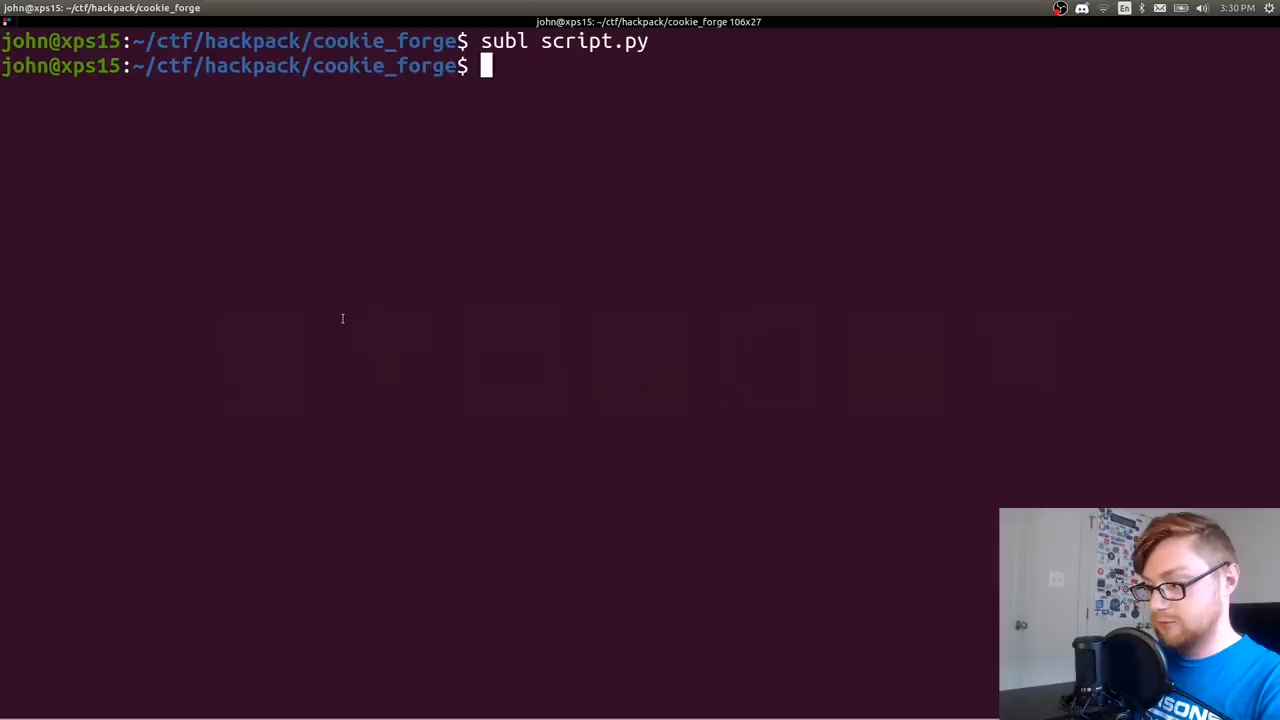 john@xps15: ~/ctf/hackpack/cookie_forge
En
3:30 PM
john@xps15: ~/ctf/hackpack/cookie_forge 106x27
john@xps15:~/ctf/hackpack/cookie_forge$ subl script.py
john@xps15:~/ctf/hackpack/cookie_forge$